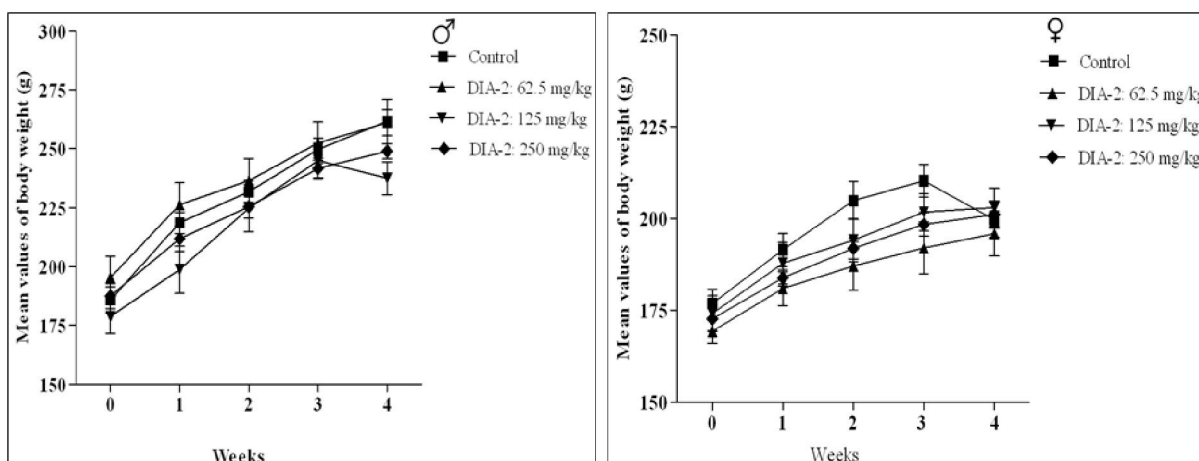 ♂
Control
DIA-2: 62.5 mg/kg
DIA-2: 125 mg/kg
DIA-2: 250 mg/kg
Mean values of body weight (g)
300
275
250
225
200
175
150
0 1 2 3 4
Weeks
♀
Control
DIA-2: 62.5 mg/kg
DIA-2: 125 mg/kg
DIA-2: 250 mg/kg
Mean values of body weight (g)
250
225
200
175
150
0 1 2 3 4
Weeks